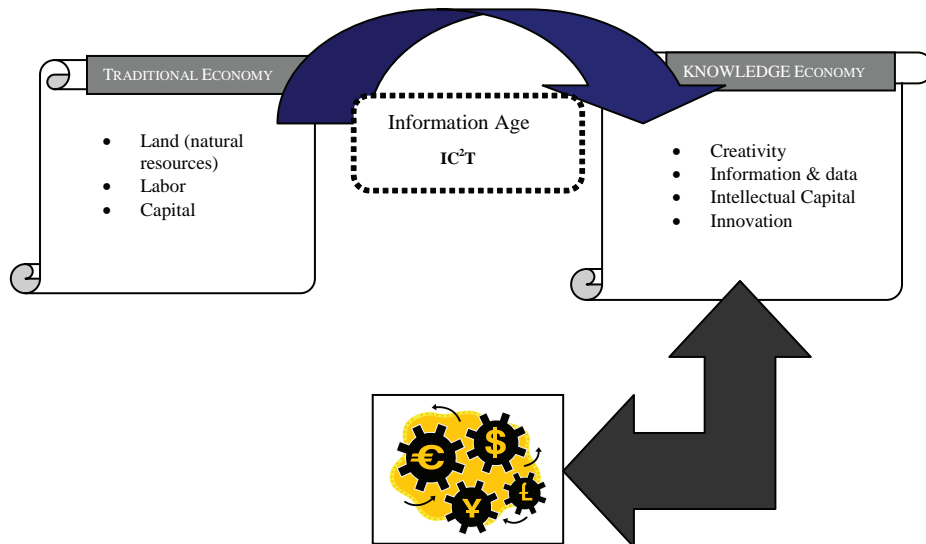 TRADITIONAL ECONOMY
• Land (natural
resources)
• Labor
• Capital
Information Age
IC²T
KNOWLEDGE ECONOMY
• Creativity
• Information & data
• Intellectual Capital
• Innovation
€
$
¥
£